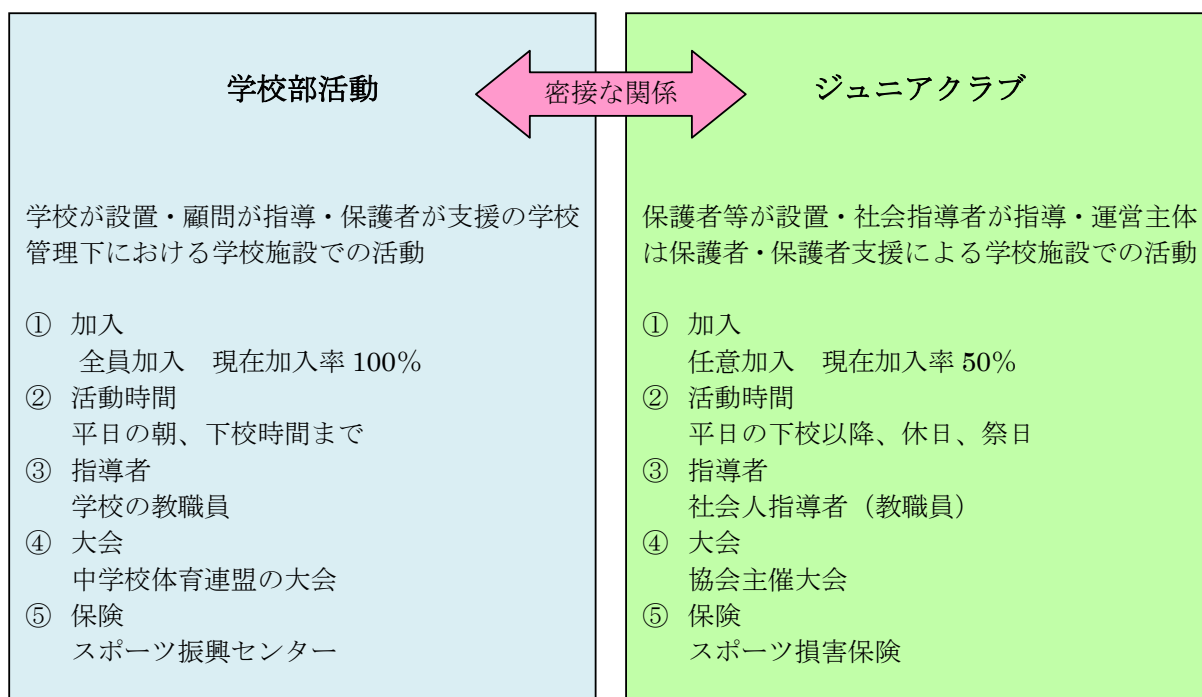 学校部活動
密接な関係
ジュニアクラブ
学校が設置・顧問が指導・保護者が支援の学校
管理下における学校施設での活動
① 加入
全員加入 現在加入率 100%
② 活動時間
平日の朝、下校時間まで
③ 指導者
学校の教職員
④ 大会
中学校体育連盟の大会
⑤ 保険
スポーツ振興センター
保護者等が設置・社会指導者が指導・運営主体
は保護者・保護者支援による学校施設での活動
① 加入
任意加入 現在加入率 50%
② 活動時間
平日の下校以降、休日、祭日
③ 指導者
社会人指導者（教職員）
④ 大会
協会主催大会
⑤ 保険
スポーツ損害保険